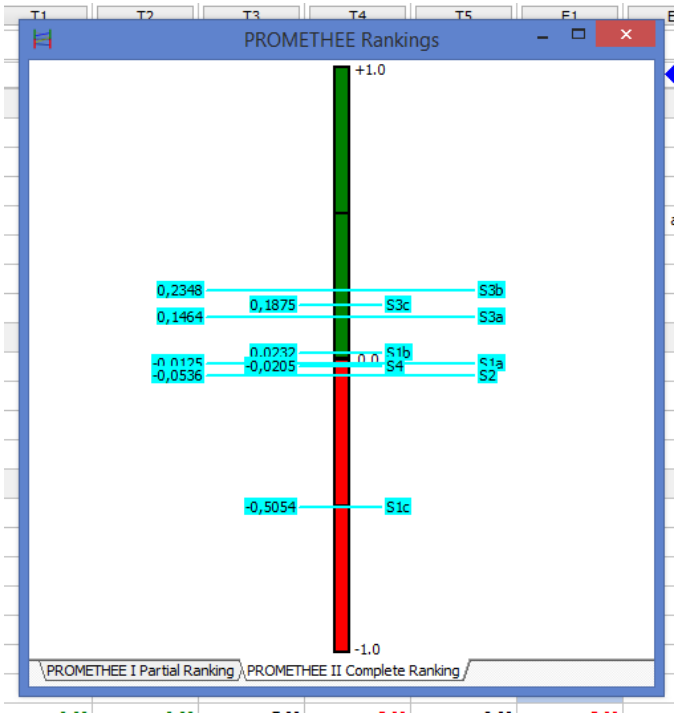 T1 T2 T3 T4 T5 E1
PROMETHEE Rankings
+1.0
0,2348 S3b
0,1875 S3c
0,1464 S3a
0,0232 S1b
0.0
-0,0125 S1a
-0,0205 S4
-0,0536 S2
-0,5054 S1c
-1.0
PROMETHEE I Partial Ranking PROMETHEE II Complete Ranking